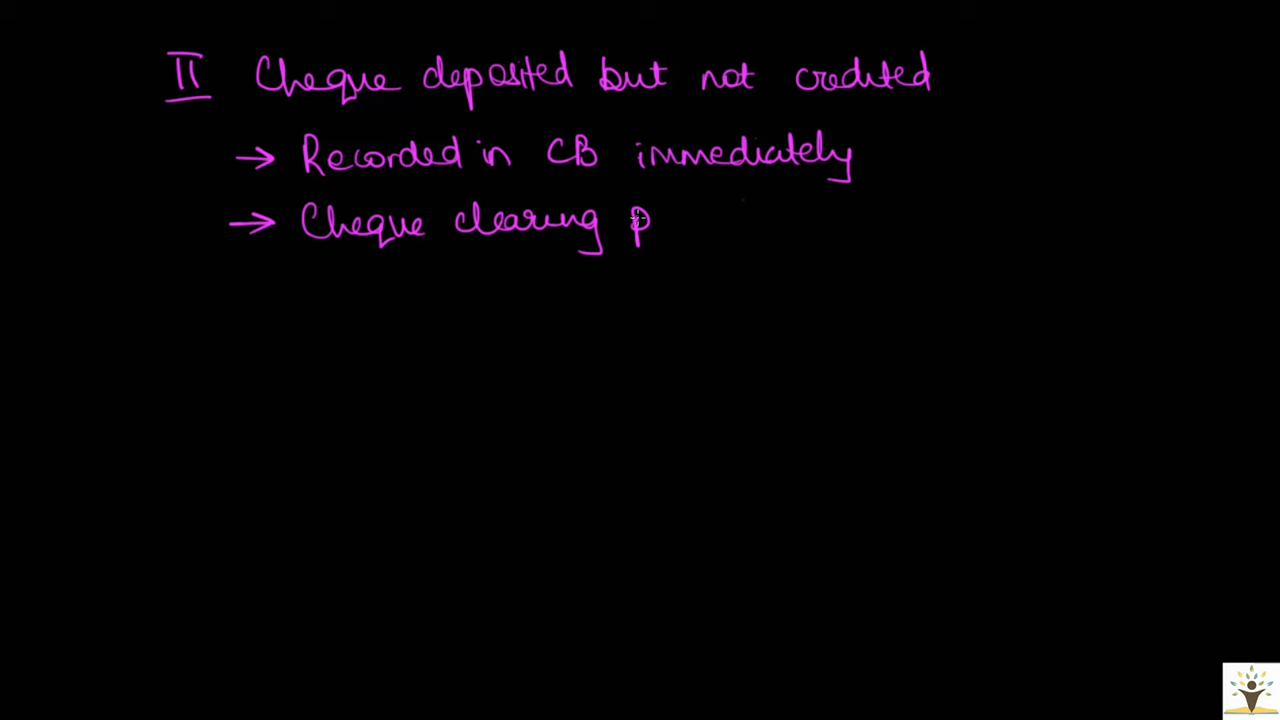 II Cheque deposited but not credited
→ Recorded in CB immediately
→ Cheque clearing p